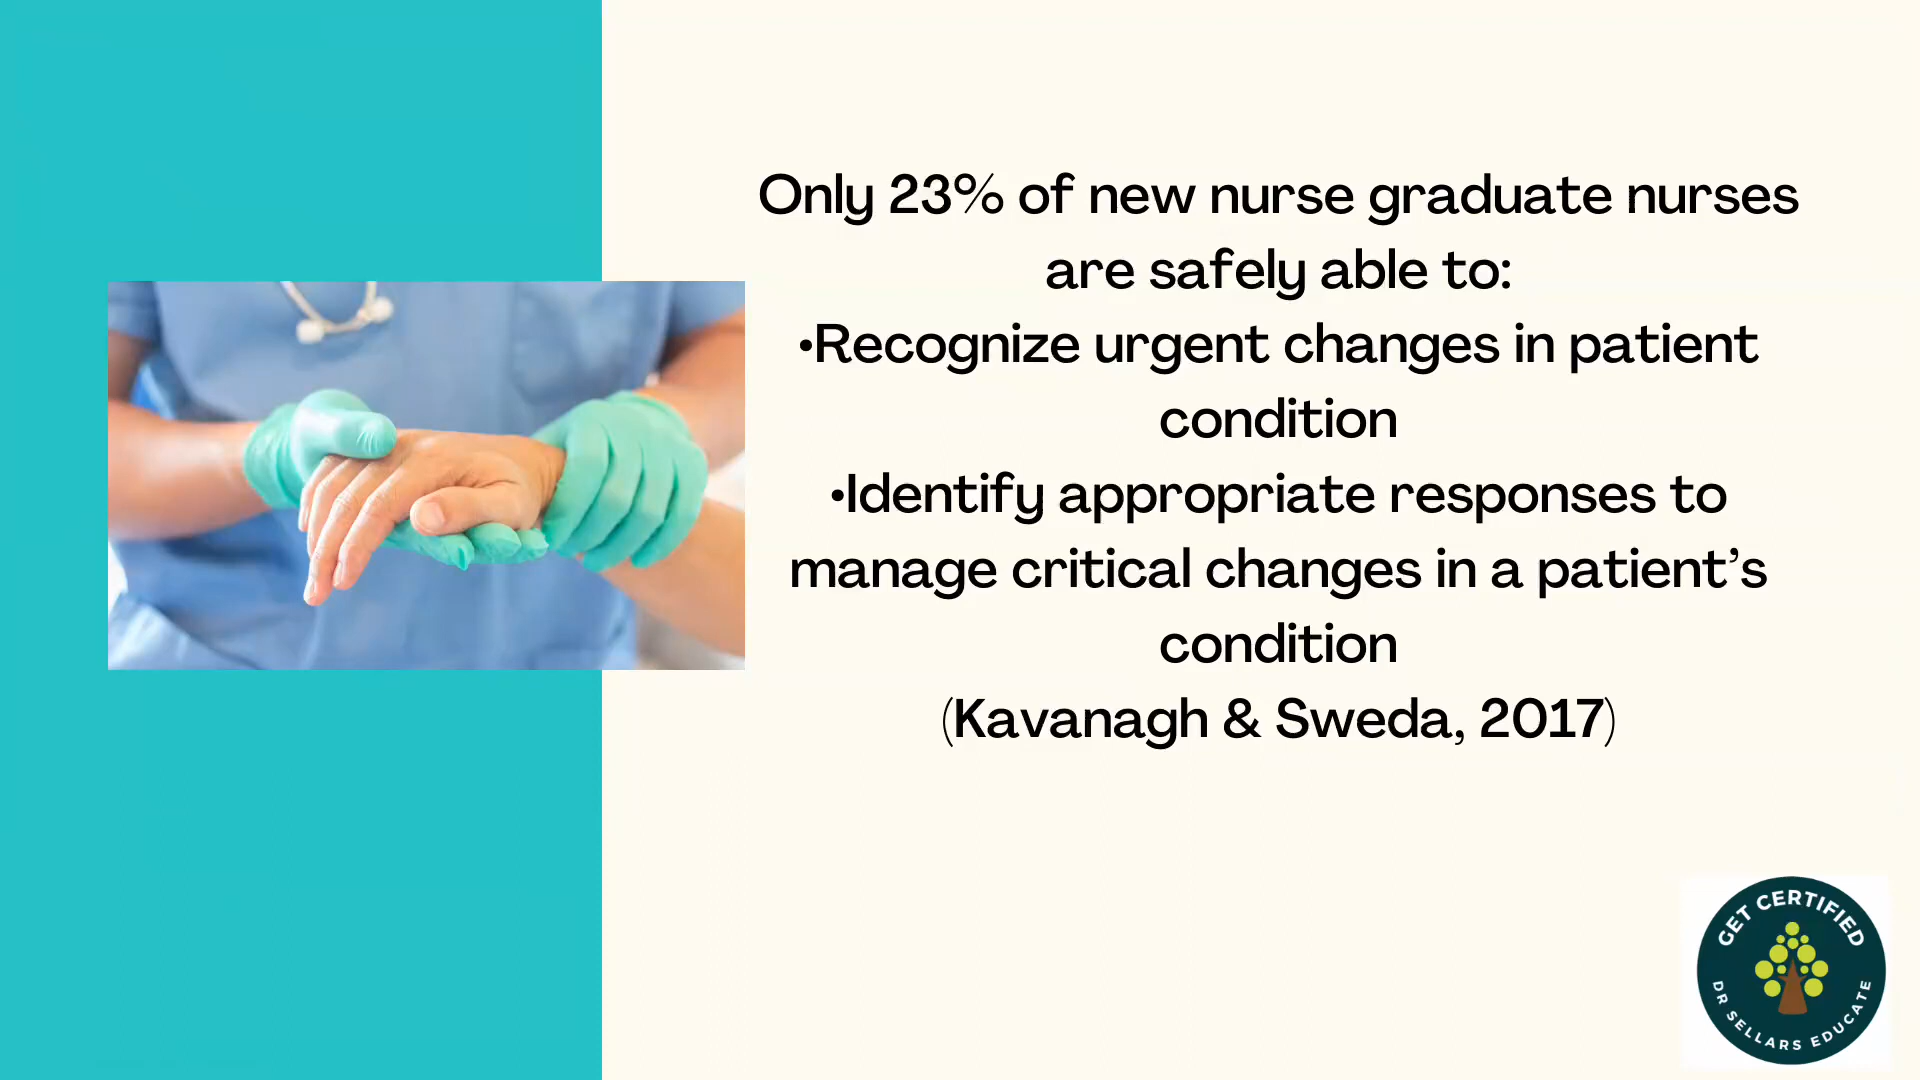 Only 23% of new nurse graduate nurses
are safely able to:
•Recognize urgent changes in patient
condition
•Identify appropriate responses to
manage critical changes in a patient’s
condition
(Kavanagh & Sweda, 2017)
GET CERTIFIED
DR SELLARS EDUCATE